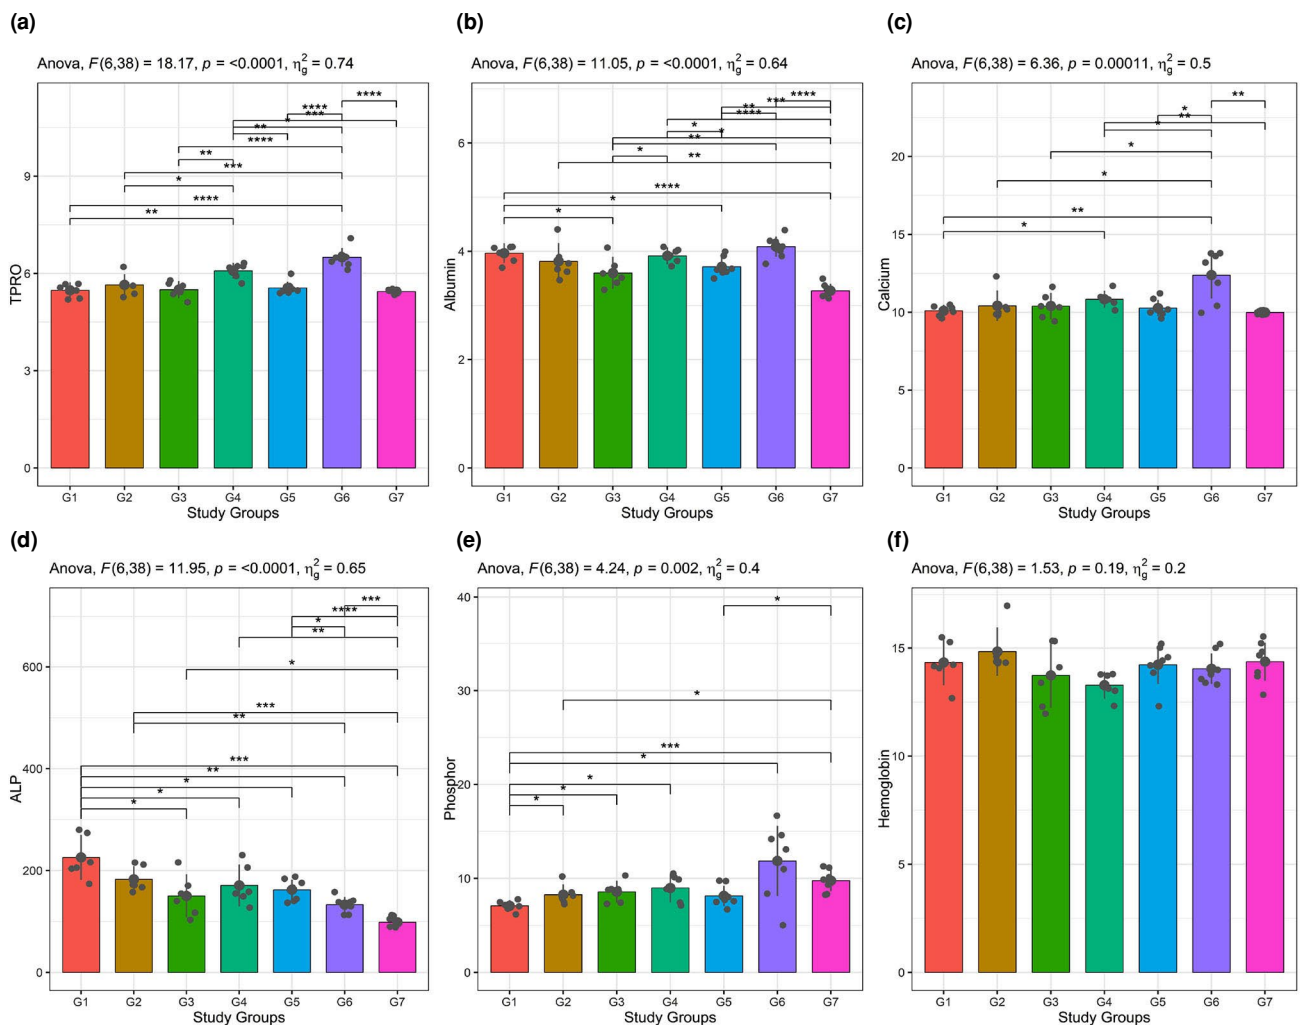 (a)
Anova, F(6,38) = 18.17, p = <0.0001, η²g = 0.74
TPRO
9
6
3
0
**
****
*
***
**
****
**
*
***
****
****
G1 G2 G3 G4 G5 G6 G7
Study Groups
(b)
Anova, F(6,38) = 11.05, p = <0.0001, η²g = 0.64
Albumin
6
4
2
0
*
*
****
**
*
**
*
*
****
**
***
****
G1 G2 G3 G4 G5 G6 G7
Study Groups
(c)
Anova, F(6,38) = 6.36, p = 0.00011, η²g = 0.5
Calcium
20
15
10
5
0
*
**
*
*
*
**
*
**
G1 G2 G3 G4 G5 G6 G7
Study Groups
(d)
Anova, F(6,38) = 11.95, p = <0.0001, η²g = 0.65
ALP
600
400
200
0
*
*
*
**
***
**
***
*
**
*
****
***
G1 G2 G3 G4 G5 G6 G7
Study Groups
(e)
Anova, F(6,38) = 4.24, p = 0.002, η²g = 0.4
Phosphor
40
30
20
10
0
*
*
*
*
***
*
*
G1 G2 G3 G4 G5 G6 G7
Study Groups
(f)
Anova, F(6,38) = 1.53, p = 0.19, η²g = 0.2
Hemoglobin
15
10
5
0
G1 G2 G3 G4 G5 G6 G7
Study Groups